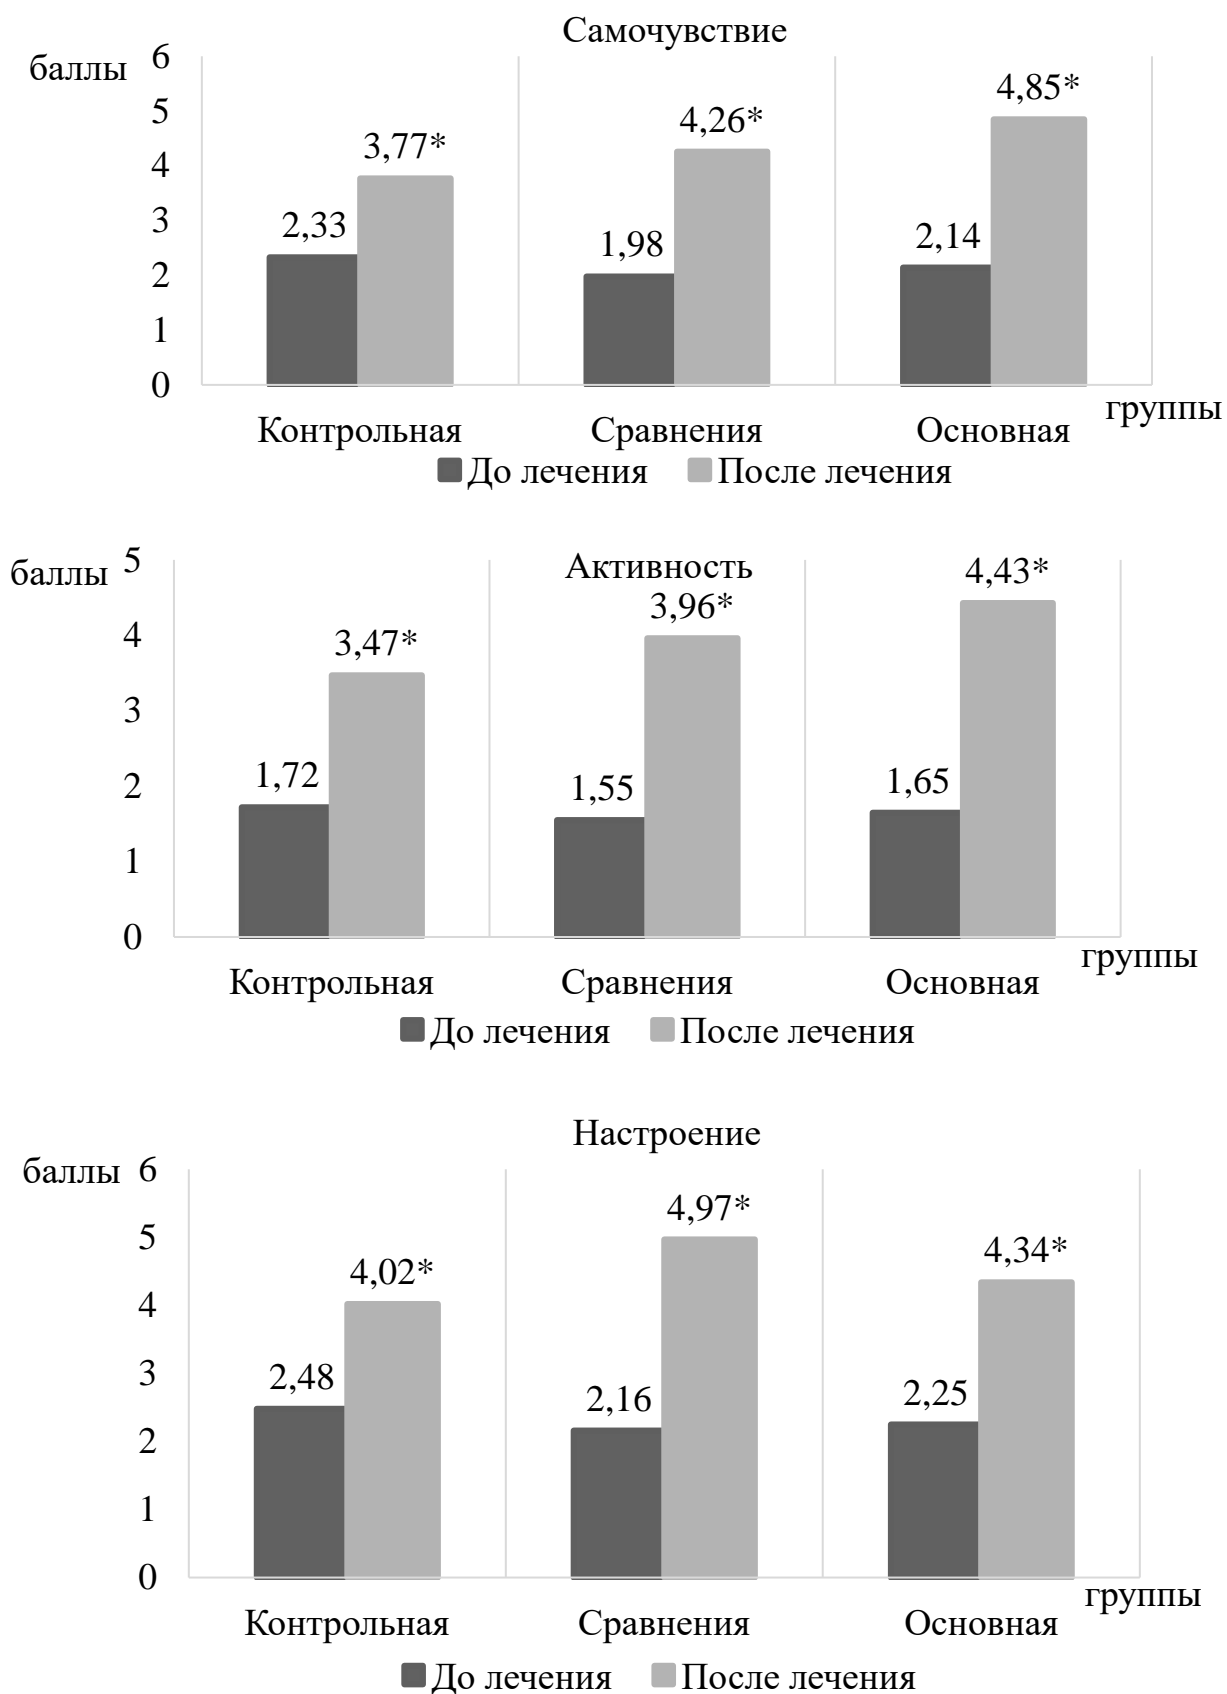 Самочувствие
баллы
6
5
4
3
2
1
0
2,33
3,77*
1,98
4,26*
2,14
4,85*
Контрольная
Сравнения
Основная
группы
До лечения
После лечения
Активность
баллы
5
4
3
2
1
0
1,72
3,47*
1,55
3,96*
1,65
4,43*
Контрольная
Сравнения
Основная
группы
До лечения
После лечения
Настроение
баллы
6
5
4
3
2
1
0
2,48
4,02*
2,16
4,97*
2,25
4,34*
Контрольная
Сравнения
Основная
группы
До лечения
После лечения